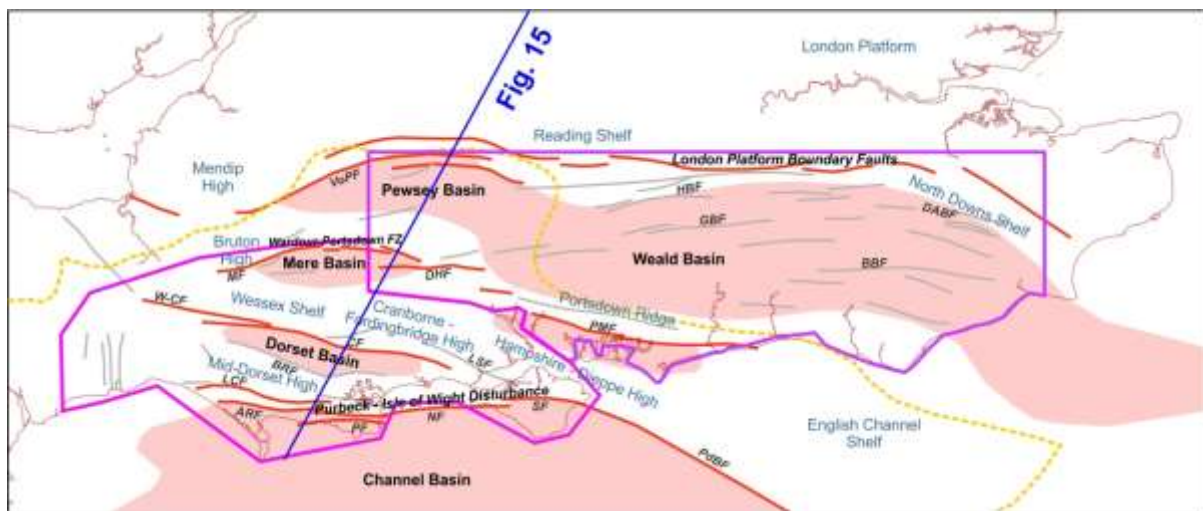 Fig. 15
London Platform
Reading Shelf
Mendip
High
London Platform Boundary Faults
VoPF
Pewsey Basin
HBF
North Downs Shelf
DABF
GBF
Bruton
High
Wardour-Portsdown FZ
Mere Basin
MF
DHF
Weald Basin
BBF
W-CF
Wessex Shelf
Cranborne -
Fordingbridge High
Portsdown Ridge
PMF
CF
Dorset Basin
LSF
Hampshire - Dieppe High
BRF
Mid-Dorset High
LCF
Purbeck - Isle of Wight Disturbance
ARF
PF
NF
SF
English Channel
Shelf
PdBF
Channel Basin